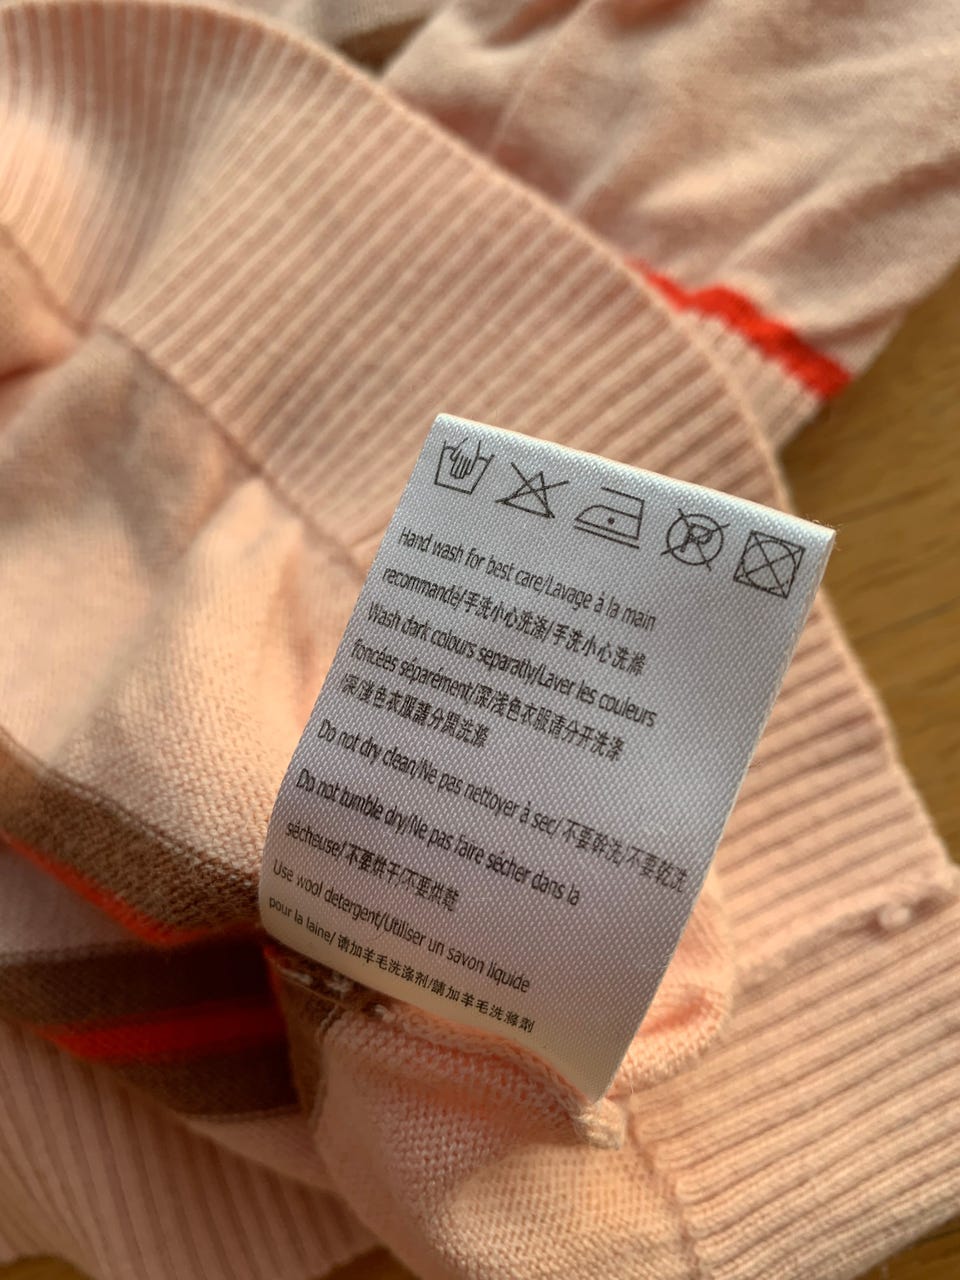 P
Hand wash for best care/Lavage à la main
recommandé/手洗小心洗涤/手洗小心洗滌
Wash dark colours separatly/Laver les couleurs
foncées séparément/深/浅色衣服请分开洗涤
/深/淺色衣服請分開洗滌
Do not dry clean/Ne pas nettoyer à sec/ 不要幹洗/不要乾洗
Do not tumble dry/Ne pas faire sécher dans la
sécheuse/不要烘干/不要烘乾
Use wool detergent/Utiliser un savon liquide
pour la laine/ 请加羊毛洗涤剂/請加羊毛洗滌劑